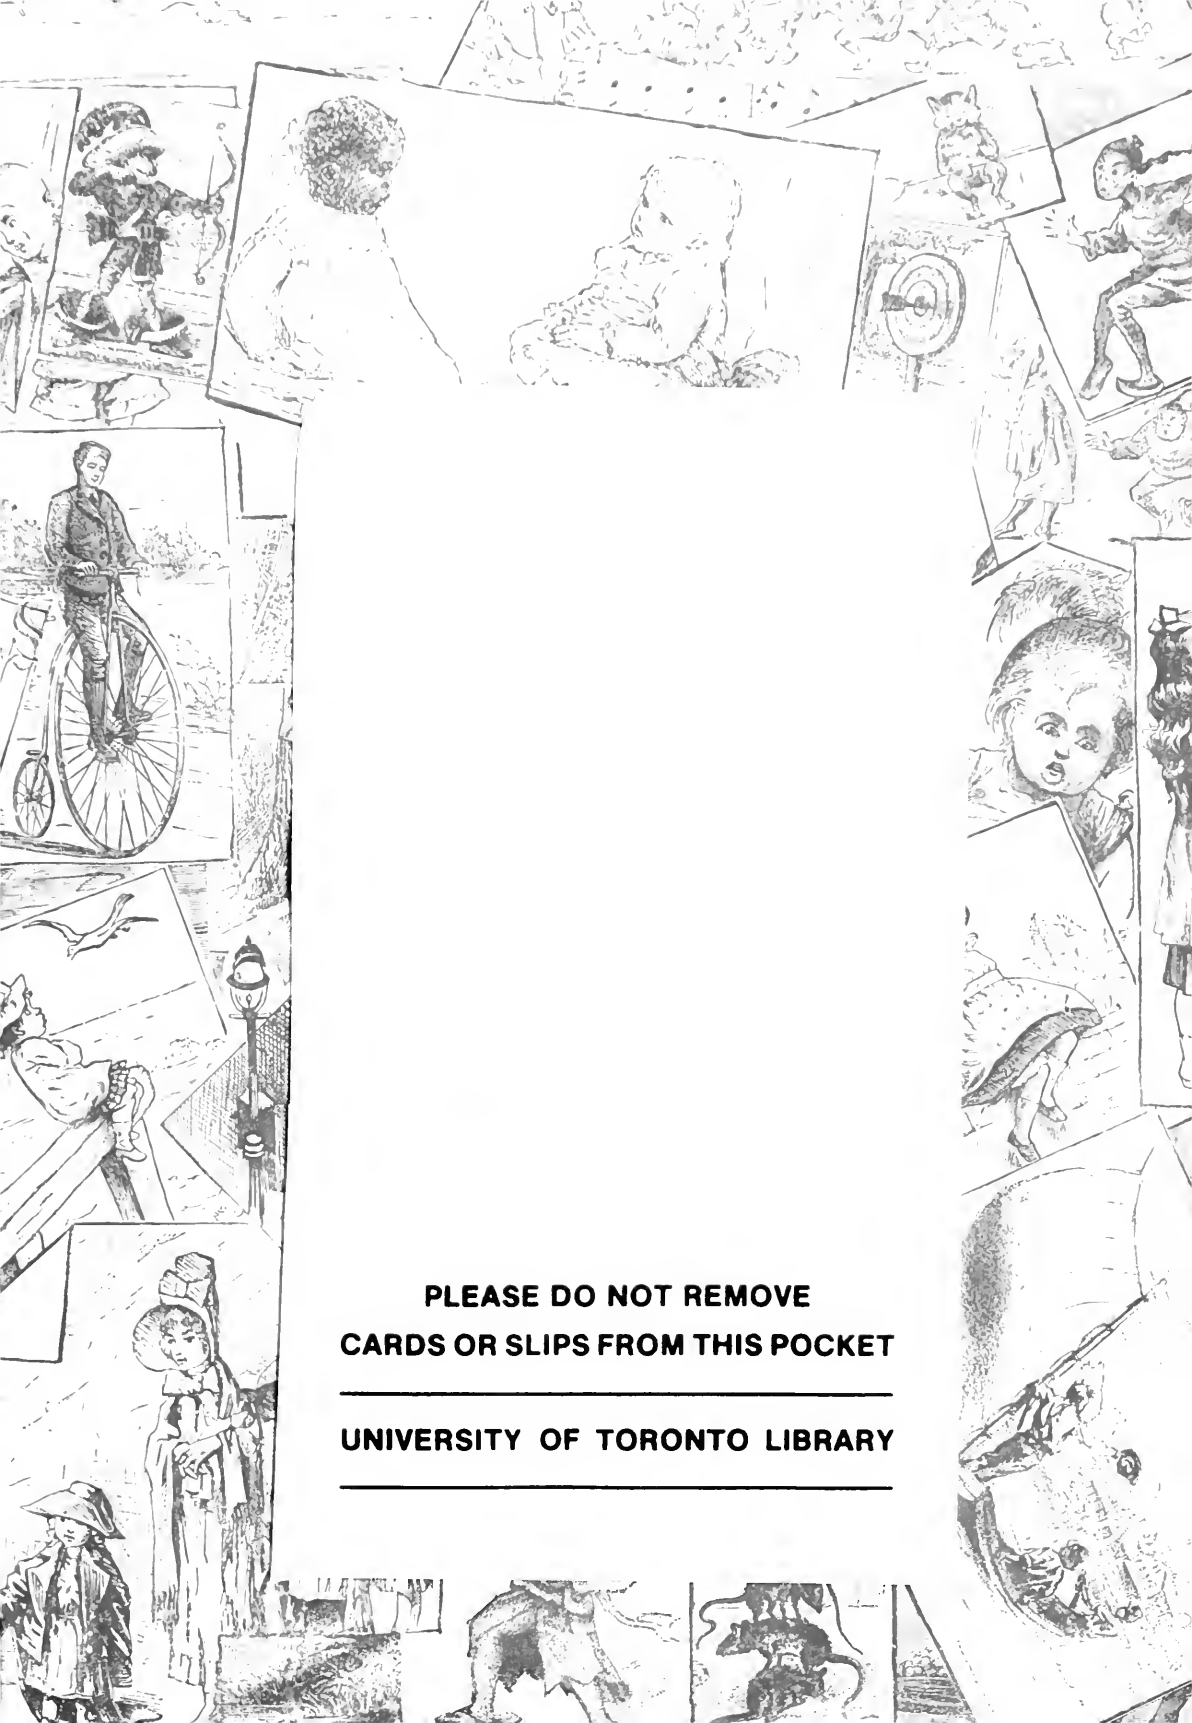 PLEASE DO NOT REMOVE
CARDS OR SLIPS FROM THIS POCKET
UNIVERSITY OF TORONTO LIBRARY